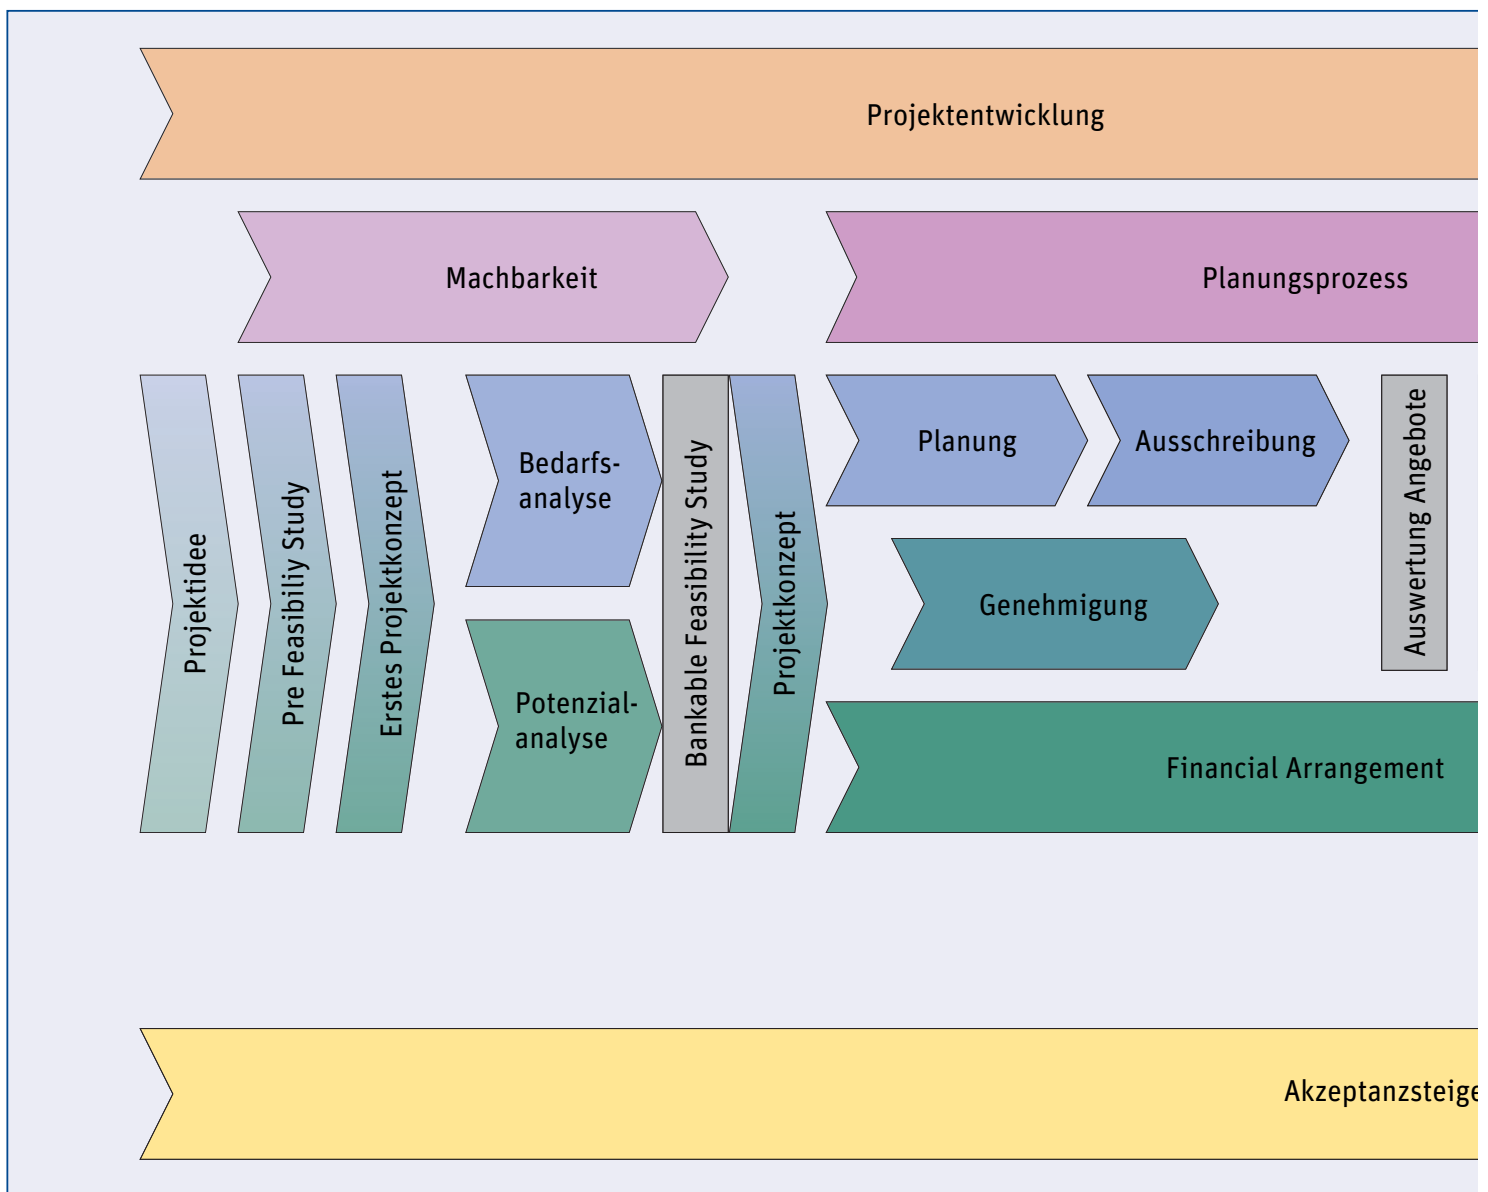 Projektentwicklung
Machbarkeit
Planungsprozess
Projektidee
Pre Feasibiliy Study
Erstes Projektkonzept
Bedarfs-
analyse
Potenzial-
analyse
Bankable Feasibility Study
Projektkonzept
Planung
Ausschreibung
Genehmigung
Auswertung Angebote
Financial Arrangement
Akzeptanzsteige